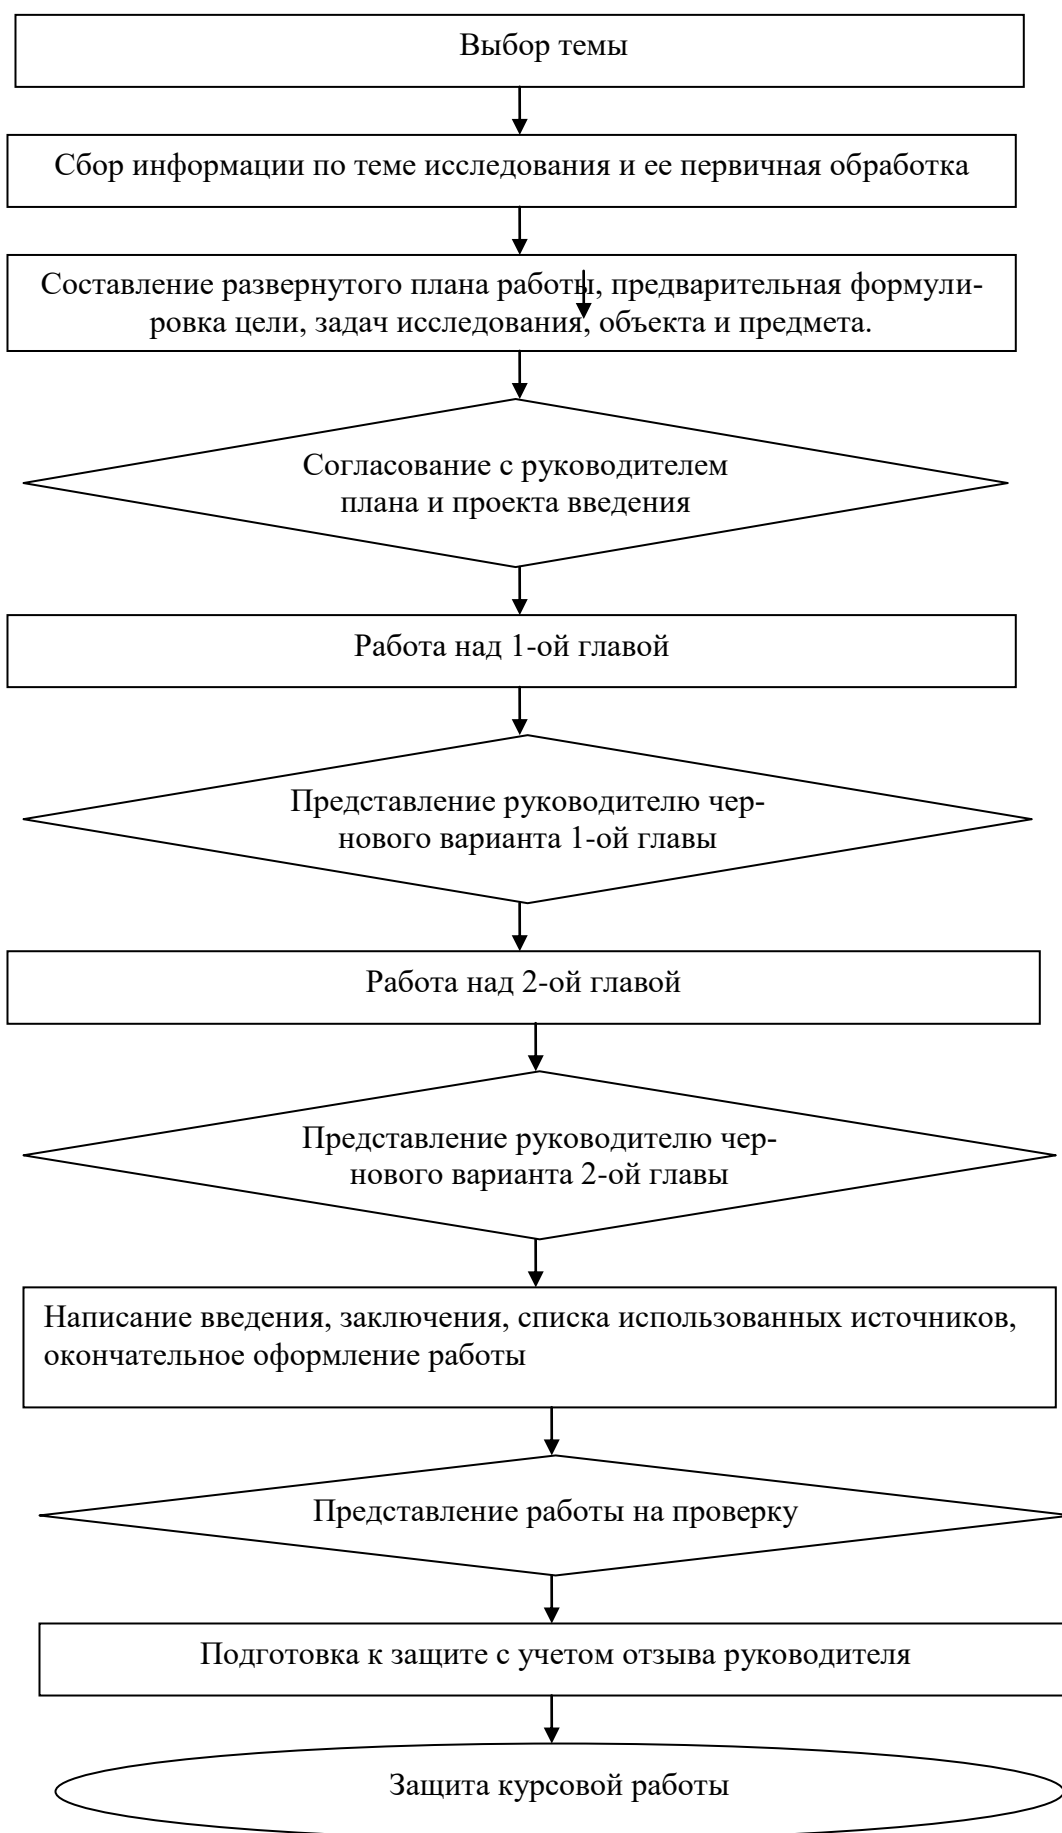 Выбор темы
Сбор информации по теме исследования и ее первичная обработка
Составление развернутого плана работы, предварительная формули-
ровка цели, задач исследования, объекта и предмета.
Согласование с руководителем
плана и проекта введения
Работа над 1-ой главой
Представление руководителю чер-
нового варианта 1-ой главы
Работа над 2-ой главой
Представление руководителю чер-
нового варианта 2-ой главы
Написание введения, заключения, списка использованных источников,
окончательное оформление работы
Представление работы на проверку
Подготовка к защите с учетом отзыва руководителя
Защита курсовой работы